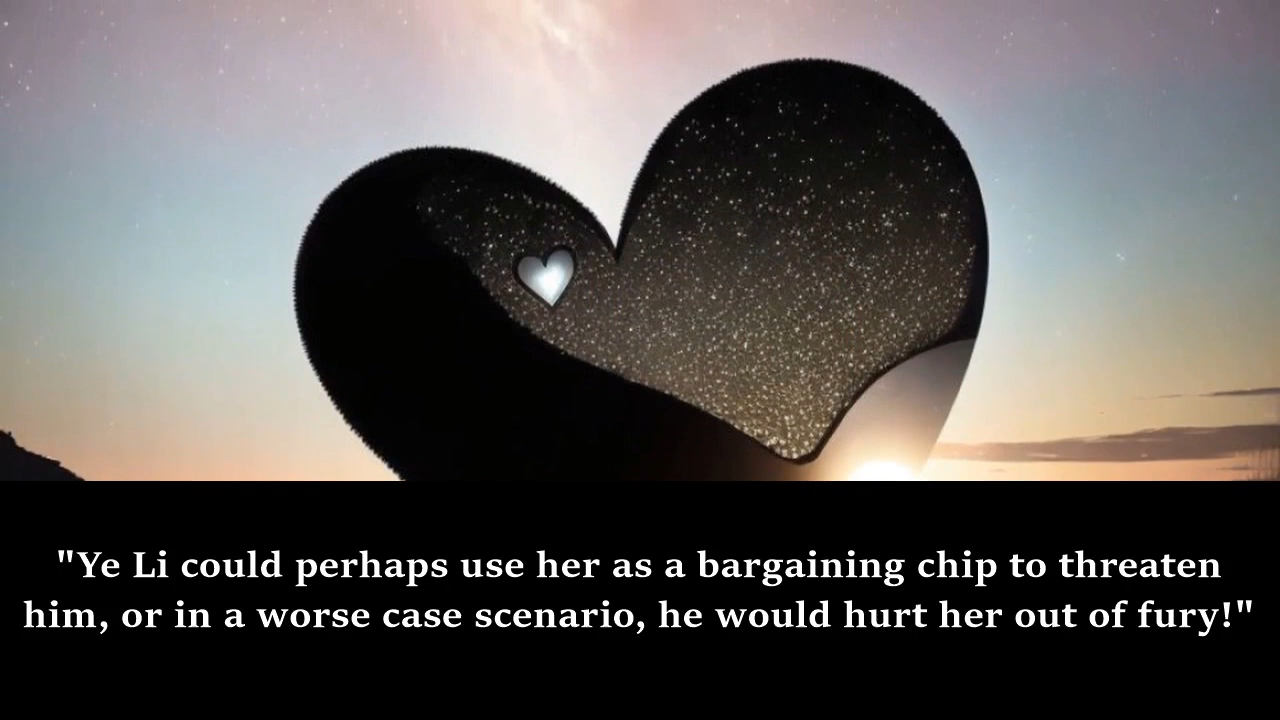 "Ye Li could perhaps use her as a bargaining chip to threaten
him, or in a worse case scenario, he would hurt her out of fury!"